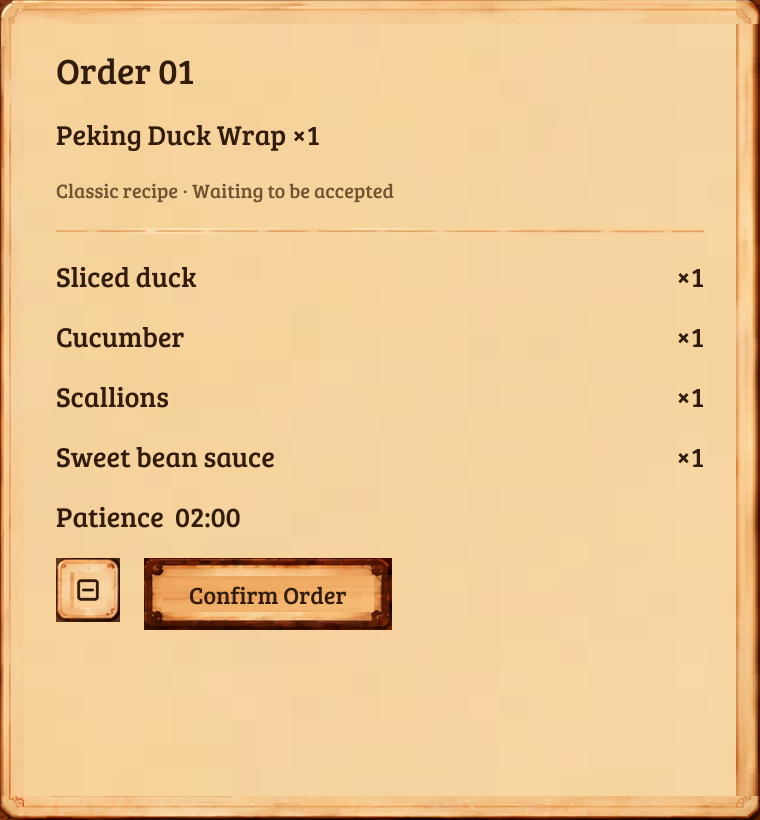 Order 01
Peking Duck Wrap ×1
Classic recipe · Waiting to be accepted
Sliced duck ×1
Cucumber ×1
Scallions ×1
Sweet bean sauce ×1
Patience 02:00
Confirm Order